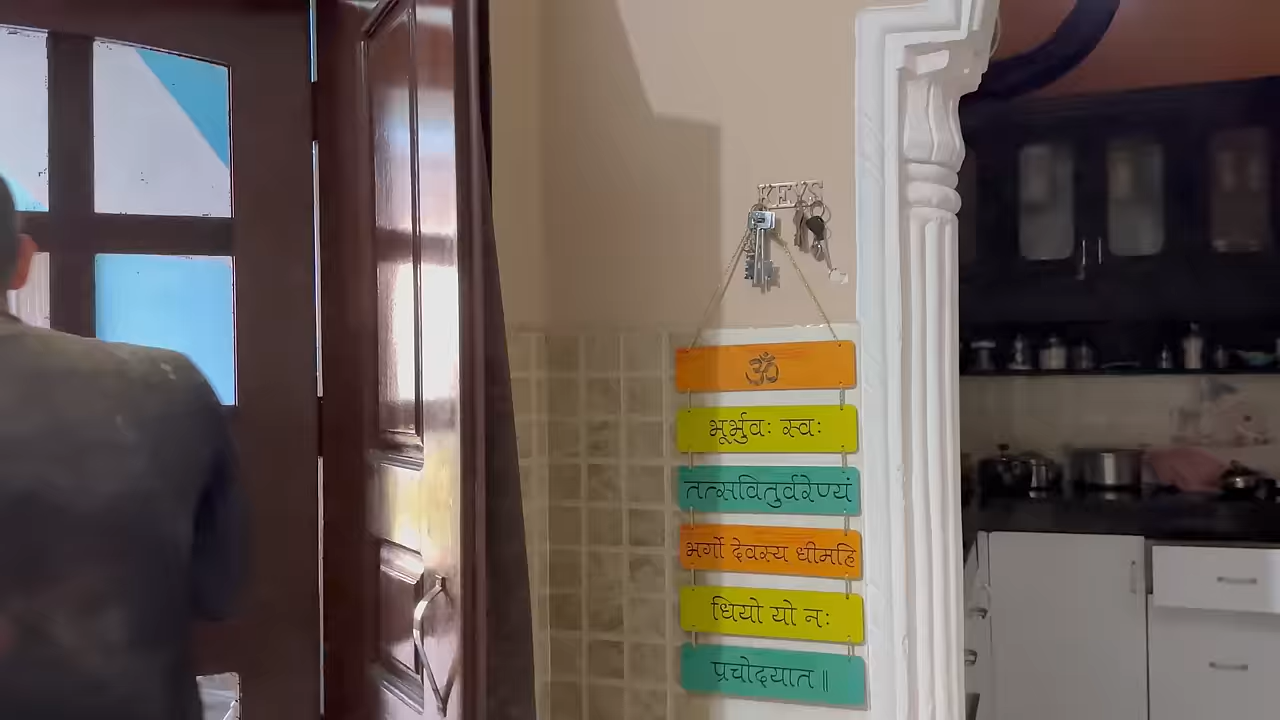 KEYS
ॐ
भूर्भुवः स्वः
तत्सवितुर्वरेण्यं
भर्गो देवस्य धीमहि
धियो यो नः
प्रचोदयात॥